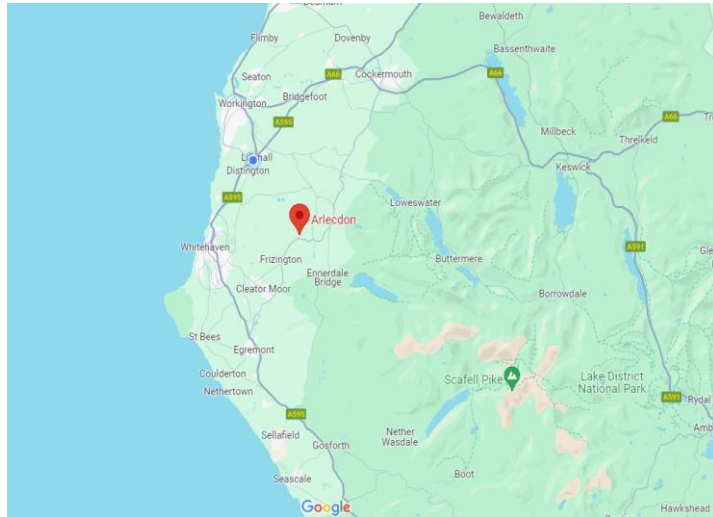 Bewaldeth
Flimby
Dovenby
Bassenthwaite
Seaton
A66
Cockermouth
A66
Workington
Bridgefoot
A66
A595
Millbeck
Threlkeld
Distington
Keswick
A595
Loweswater
Arlecdon
Whitehaven
A591
Frizington
Buttermere
Ennerdale
Bridge
Cleator Moor
Borrowdale
St Bees
Egremont
Coulderton
Scafell Pike
Lake District
National Park
Nethertown
A591
Rydal
A595
Sellafield
Nether
Wasdale
Gosforth
Boot
Seascale
Google
Hawkshead